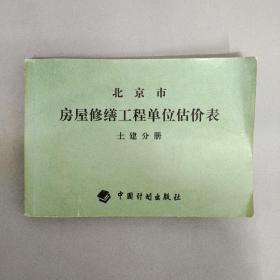 北京市
房屋修缮工程单位估价表
土建分册
中国计划出版社